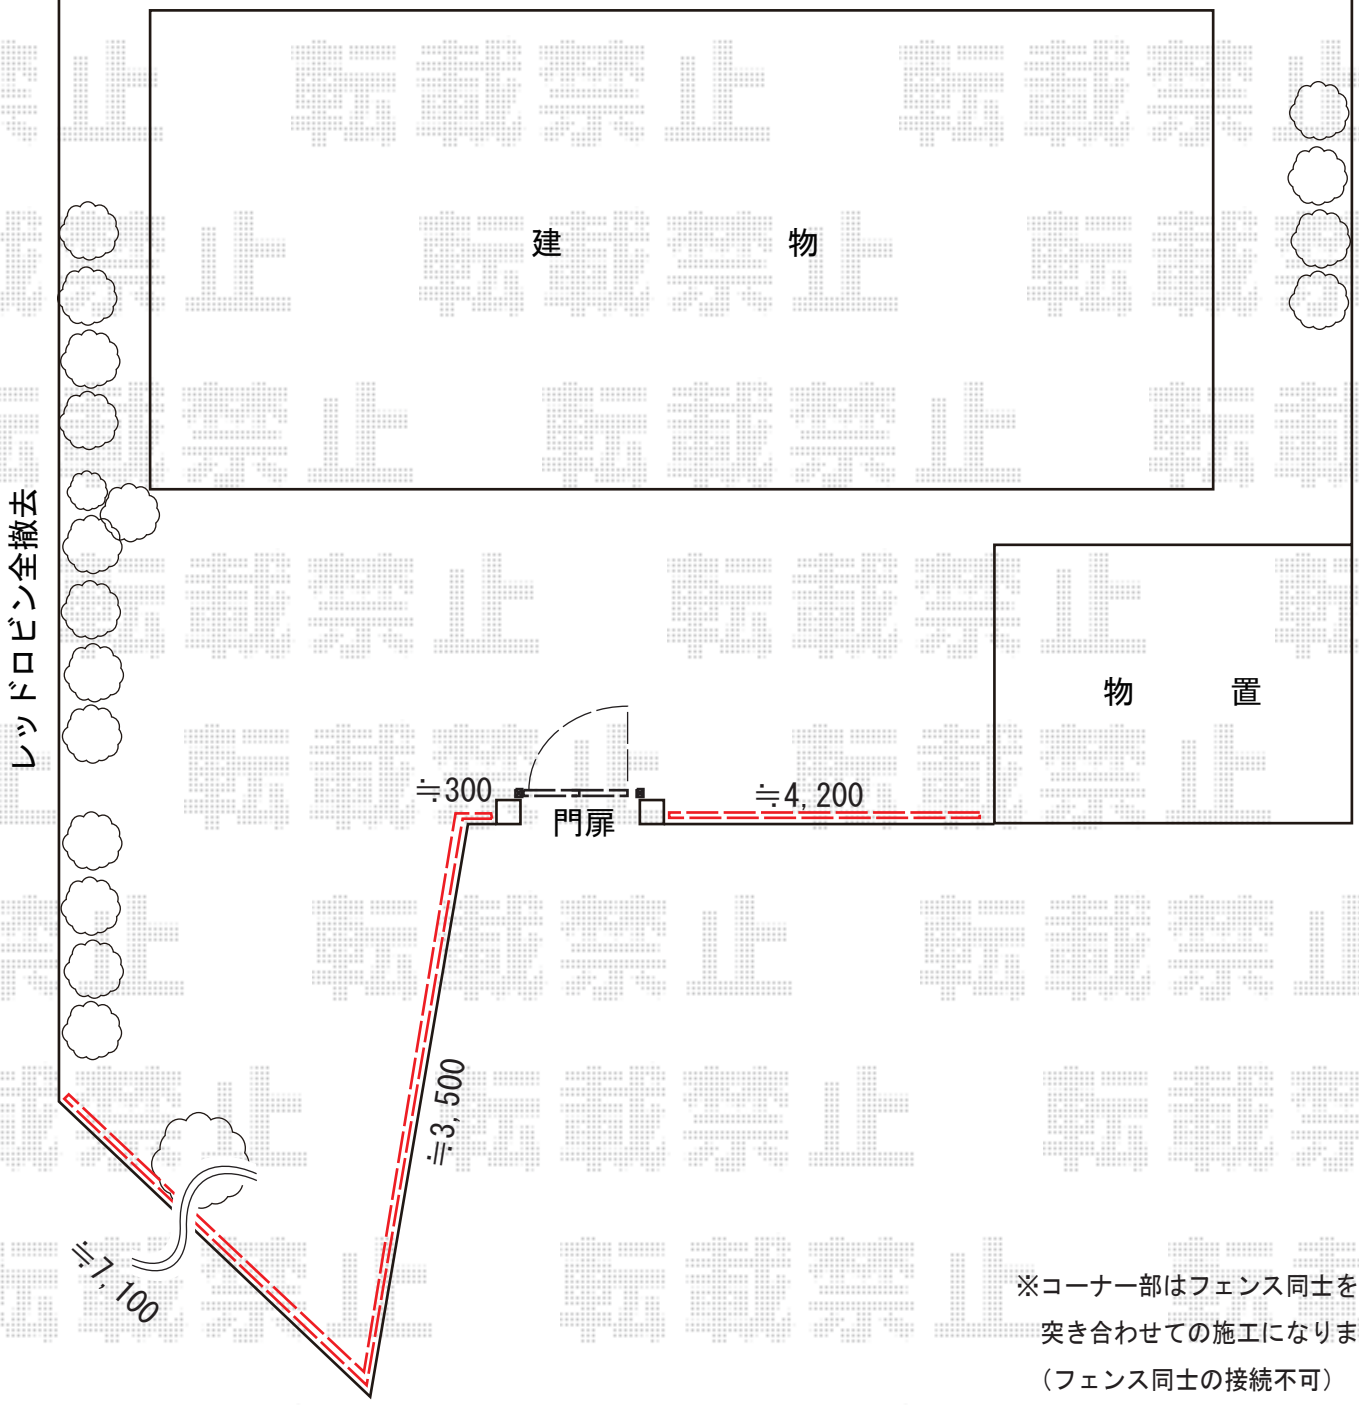 建 物
レッドロビン全撤去
物 置
≒300
門扉
≒4,200
≒3,500
≒7,100
※コーナー部はフェンス同士を
突き合わせての施工になりま
(フェンス同士の接続不可)
転載禁止